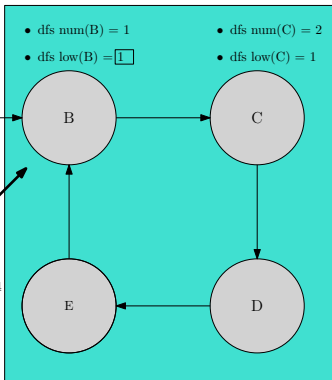 • dfs num(B) = 1
• dfs low(B) = 1
• dfs num(C) = 2
• dfs low(C) = 1
B
C
E
D